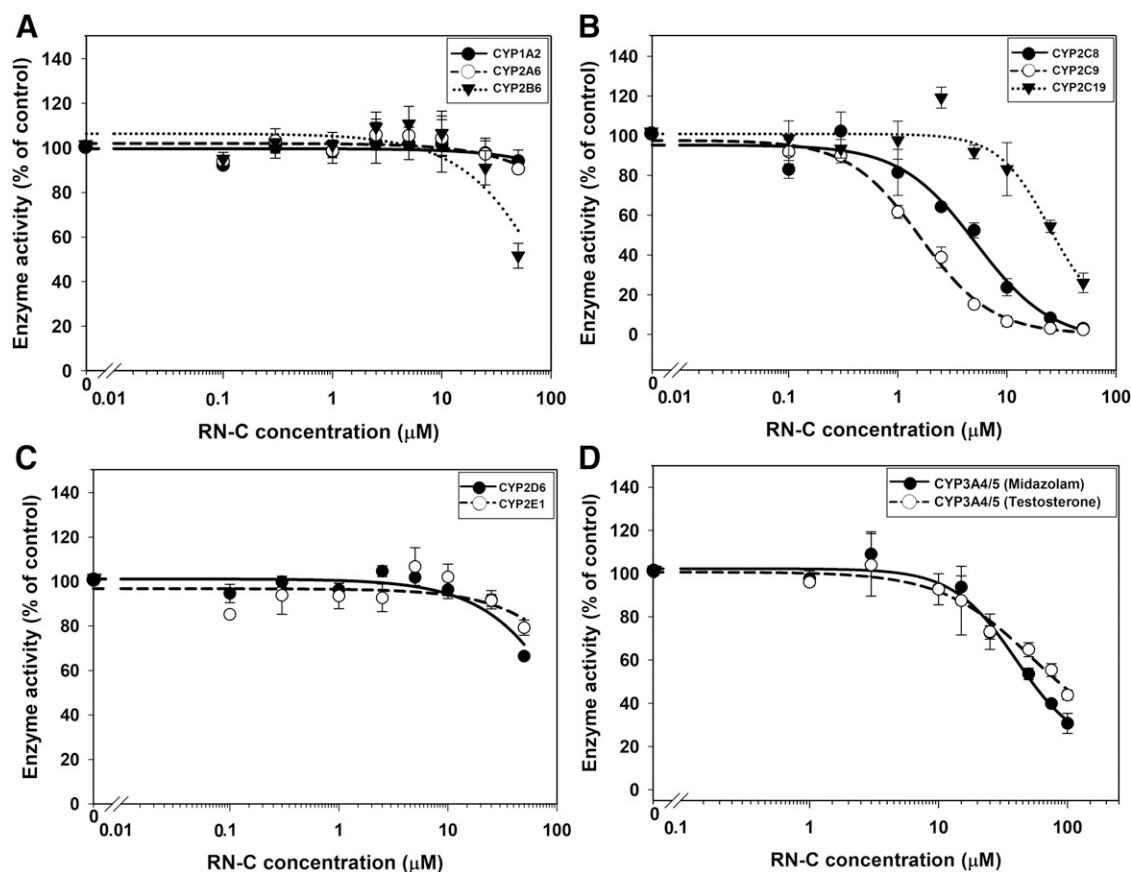 A
Enzyme activity (% of control)
140
120
100
80
60
40
20
0
CYP1A2
CYP2A6
CYP2B6
0 0.01 0.1 1 10 100
RN-C concentration (μM)
B
Enzyme activity (% of control)
140
120
100
80
60
40
20
0
CYP2C8
CYP2C9
CYP2C19
0 0.01 0.1 1 10 100
RN-C concentration (μM)
C
Enzyme activity (% of control)
140
120
100
80
60
40
20
0
CYP2D6
CYP2E1
0 0.01 0.1 1 10 100
RN-C concentration (μM)
D
Enzyme activity (% of control)
140
120
100
80
60
40
20
0
CYP3A4/5 (Midazolam)
CYP3A4/5 (Testosterone)
0 0.1 1 10 100
RN-C concentration (μM)